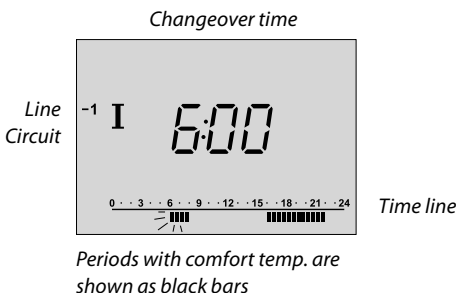 Changeover time
Line
Circuit
-1 I 6:00
0 · · 3 · · 6 · · 9 · · 12 · · 15 · · 18 · · 21 · · 24
Time line
Periods with comfort temp. are
shown as black bars